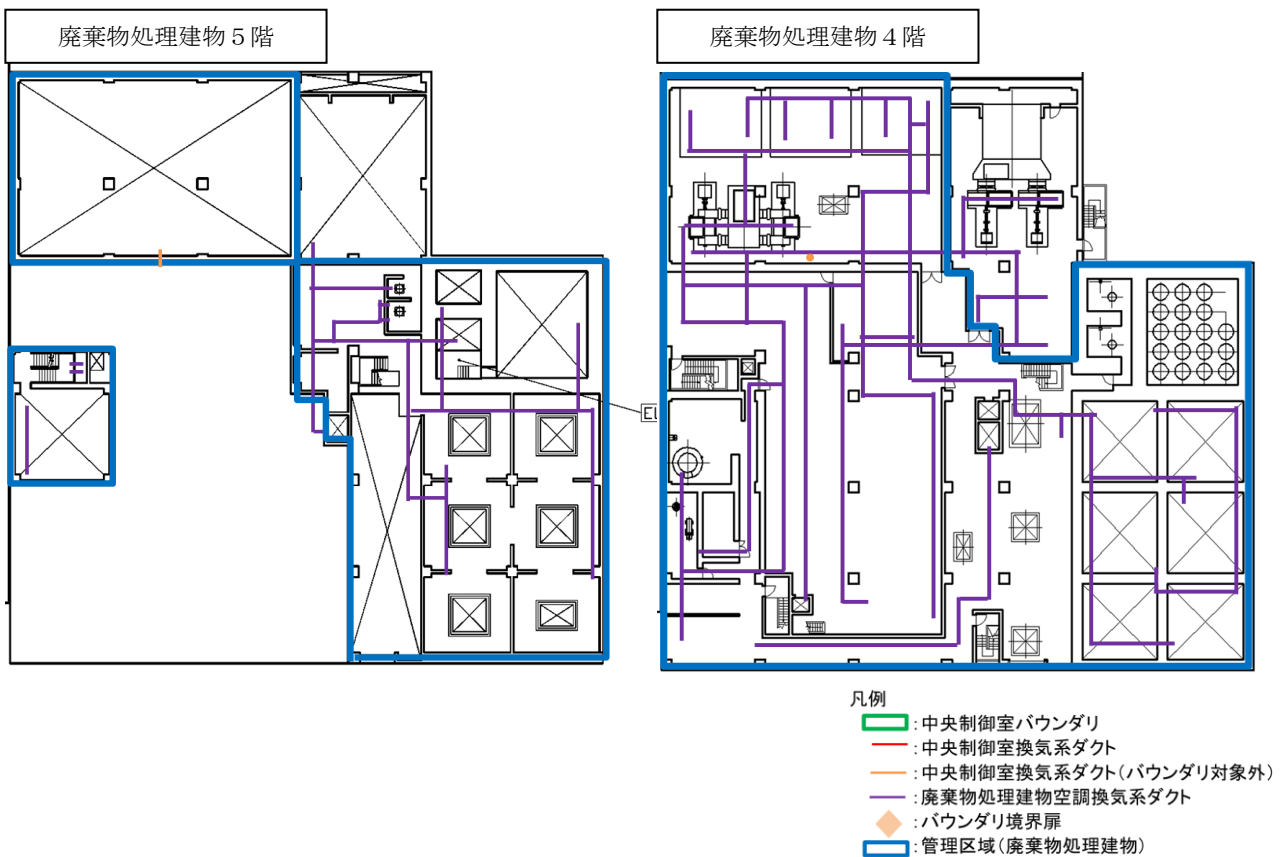 廃棄物処理建物５階
廃棄物処理建物４階
凡例
：中央制御室バウンダリ
：中央制御室換気系ダクト
：中央制御室換気系ダクト（バウンダリ対象外）
：廃棄物処理建物空調換気系ダクト
：バウンダリ境界扉
：管理区域（廃棄物処理建物）